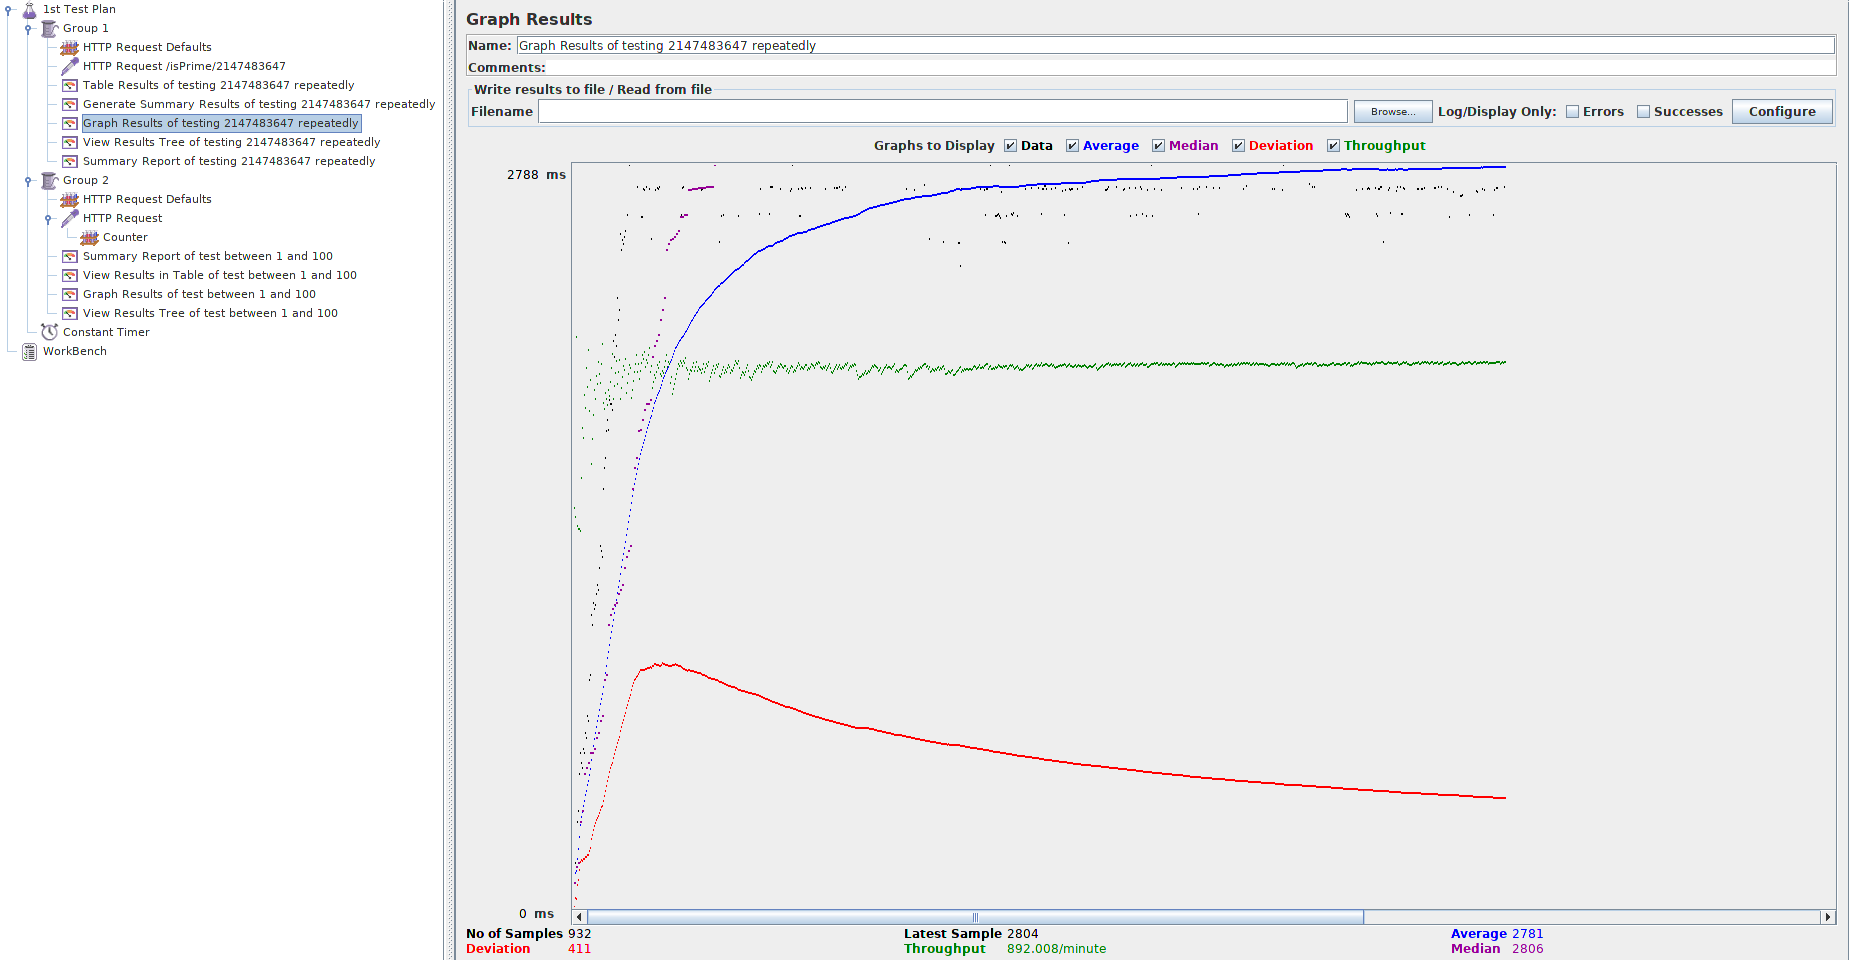 1st Test Plan
Group 1
HTTP Request Defaults
HTTP Request /isPrime/2147483647
Table Results of testing 2147483647 repeatedly
Generate Summary Results of testing 2147483647 repeatedly
Graph Results of testing 2147483647 repeatedly
View Results Tree of testing 2147483647 repeatedly
Summary Report of testing 2147483647 repeatedly
Group 2
HTTP Request Defaults
HTTP Request
Counter
Summary Report of test between 1 and 100
View Results in Table of test between 1 and 100
Graph Results of test between 1 and 100
View Results Tree of test between 1 and 100
Constant Timer
WorkBench
Graph Results
Name: Graph Results of testing 2147483647 repeatedly
Comments:
Write results to file / Read from file
Filename Browse... Log/Display Only: Errors Successes Configure
Graphs to Display Data Average Median Deviation Throughput
2788 ms
0 ms
No of Samples 932 Latest Sample 2804 Average 2781
Deviation 411 Throughput 892.008/minute Median 2806